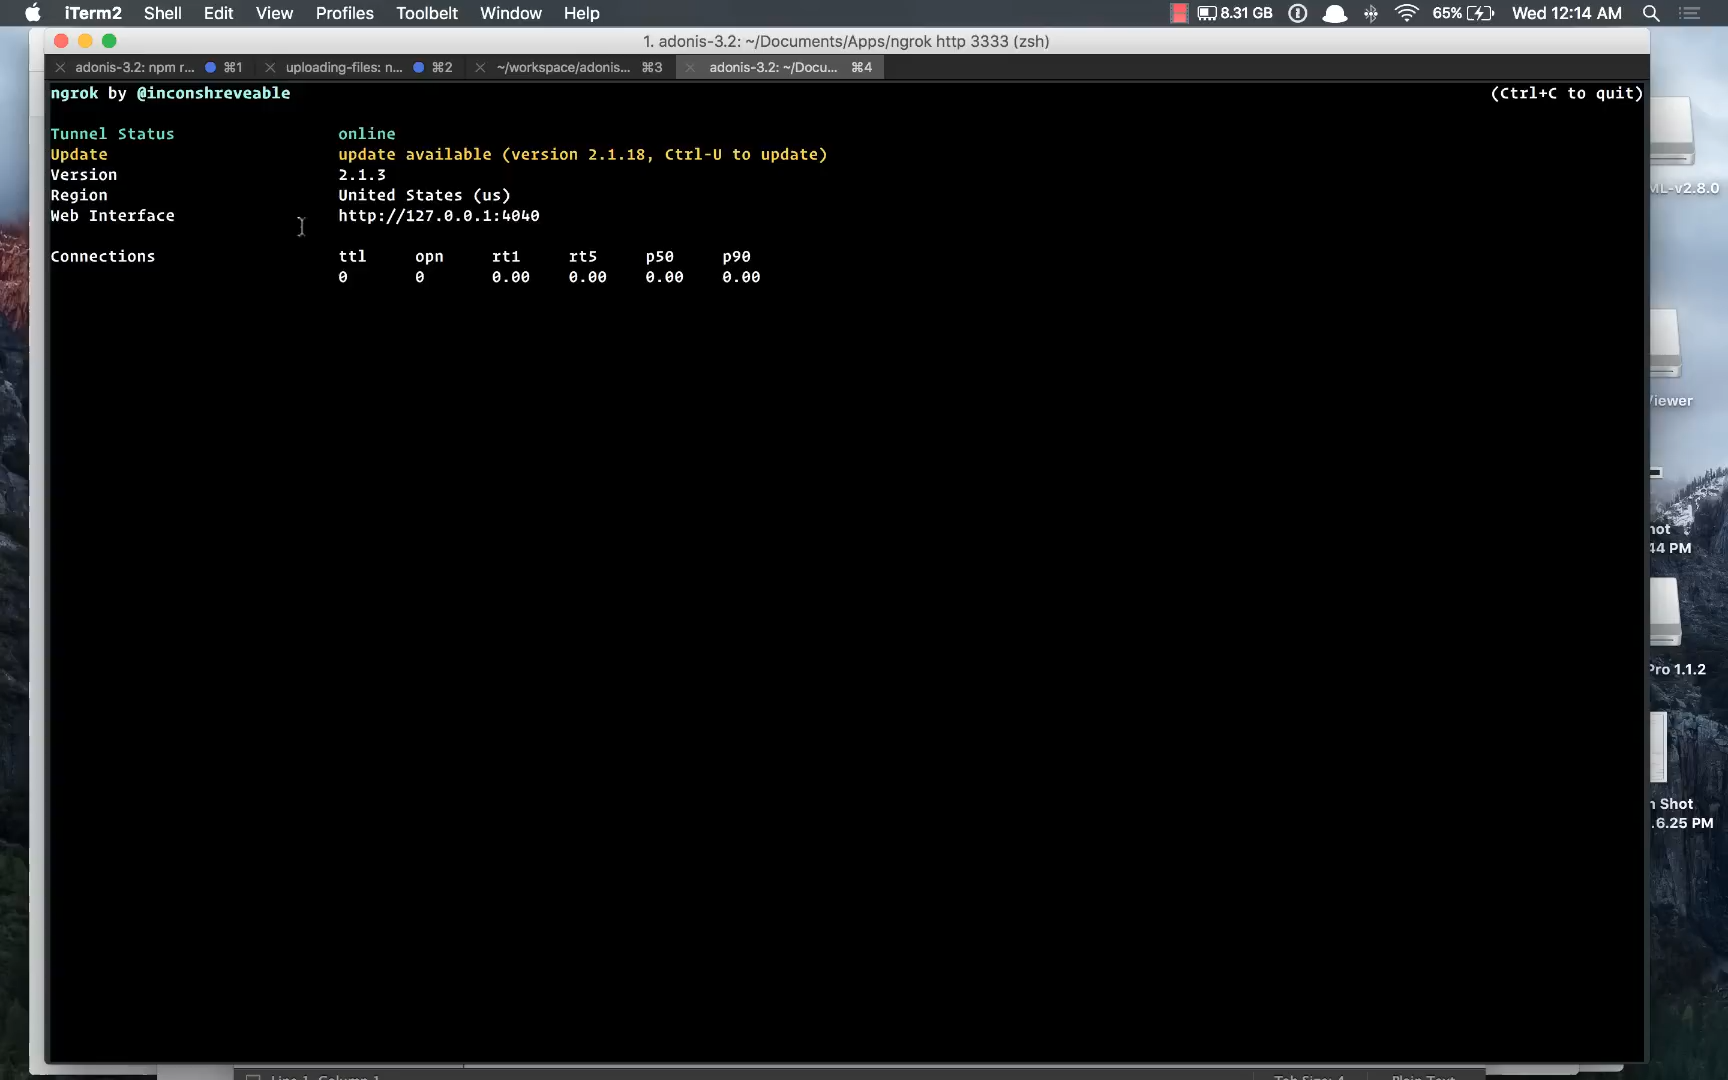 iTerm2 Shell Edit View Profiles Toolbelt Window Help 8.31 GB 65% Wed 12:14 AM
1. adonis-3.2: ~/Documents/Apps/ngrok http 3333 (zsh)
adonis-3.2: npm r... ⌘1 uploading-files: n... ⌘2 ~/workspace/adonis... ⌘3 adonis-3.2: ~/Docu... ⌘4
ngrok by @inconshreveable (Ctrl+C to quit)
Tunnel Status online
Update update available (version 2.1.18, Ctrl-U to update)
Version 2.1.3
Region United States (us)
Web Interface http://127.0.0.1:4040
Connections ttl opn rt1 rt5 p50 p90
0 0 0.00 0.00 0.00 0.00
ML-v2.8.0
iewer
hot
44 PM
Pro 1.1.2
n Shot
.6.25 PM